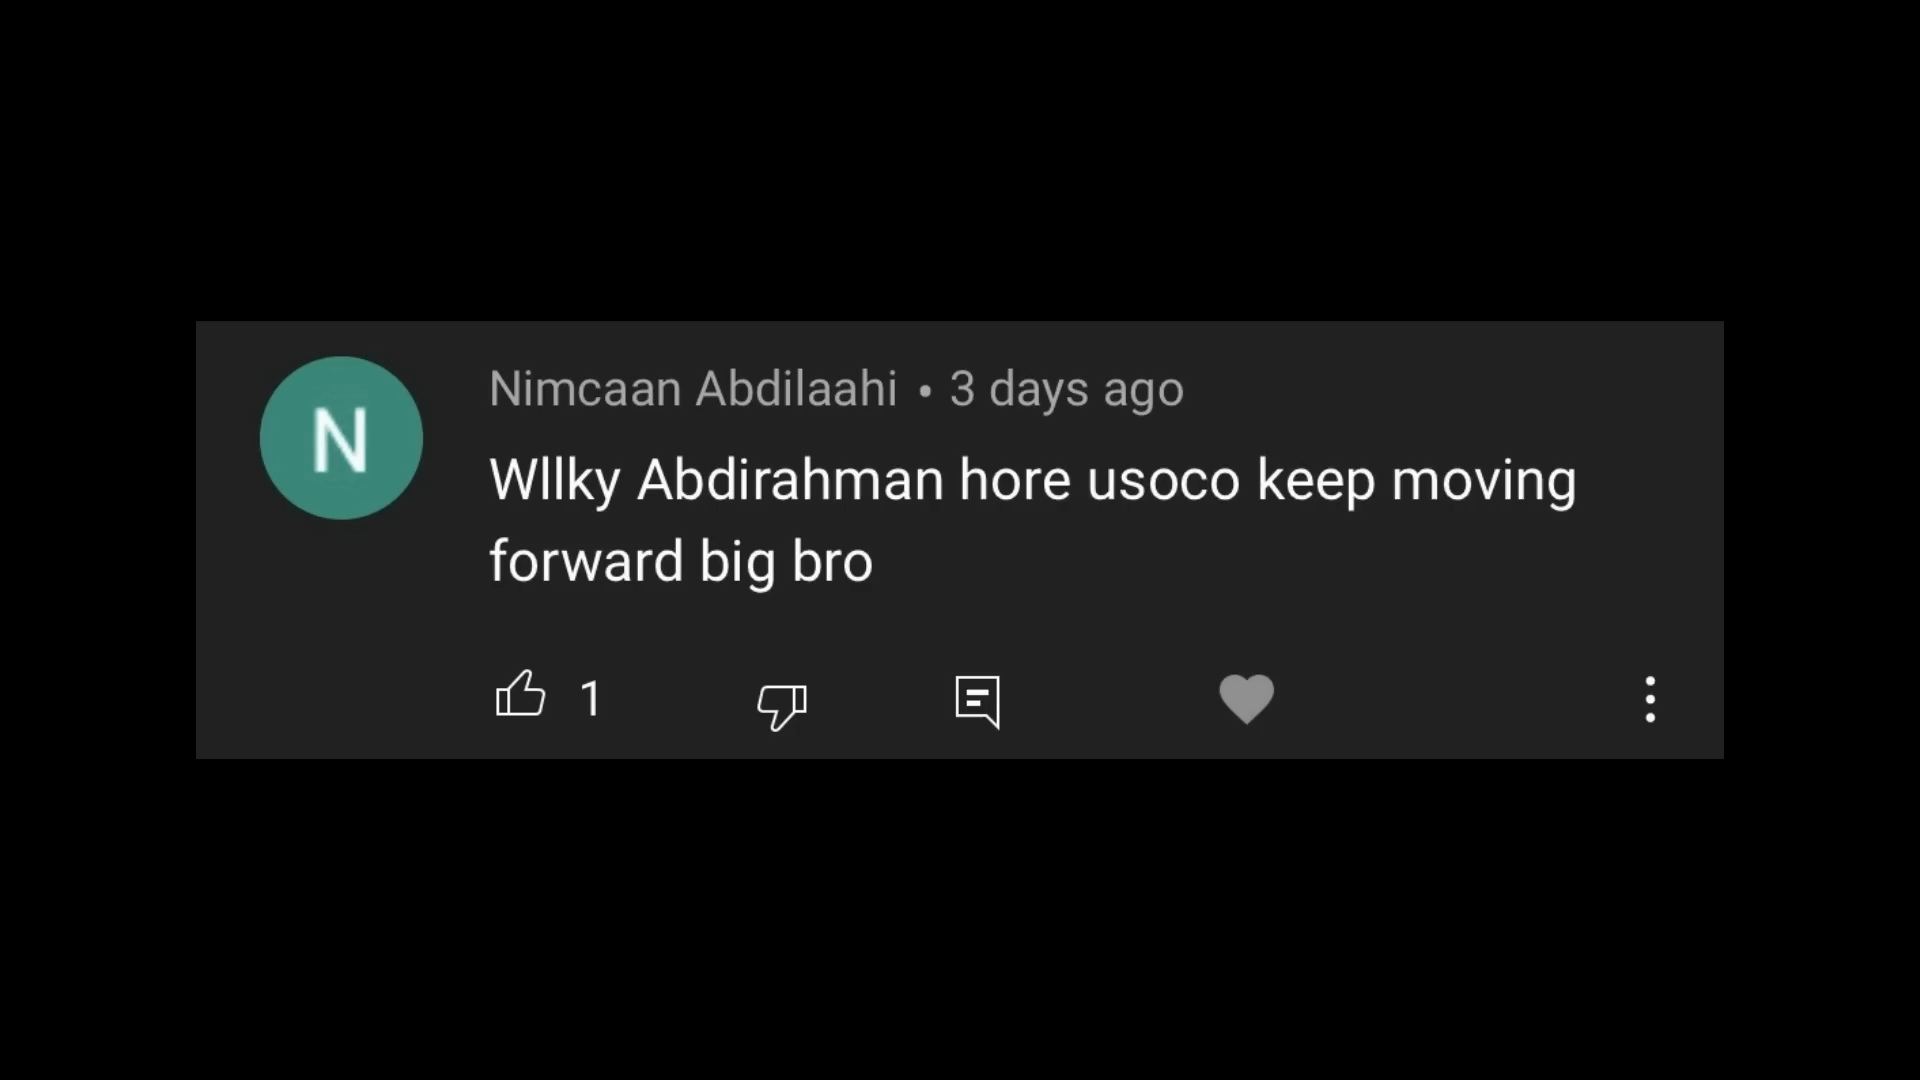 N
Nimcaan Abdilaahi • 3 days ago
Wllky Abdirahman hore usoco keep moving
forward big bro
1